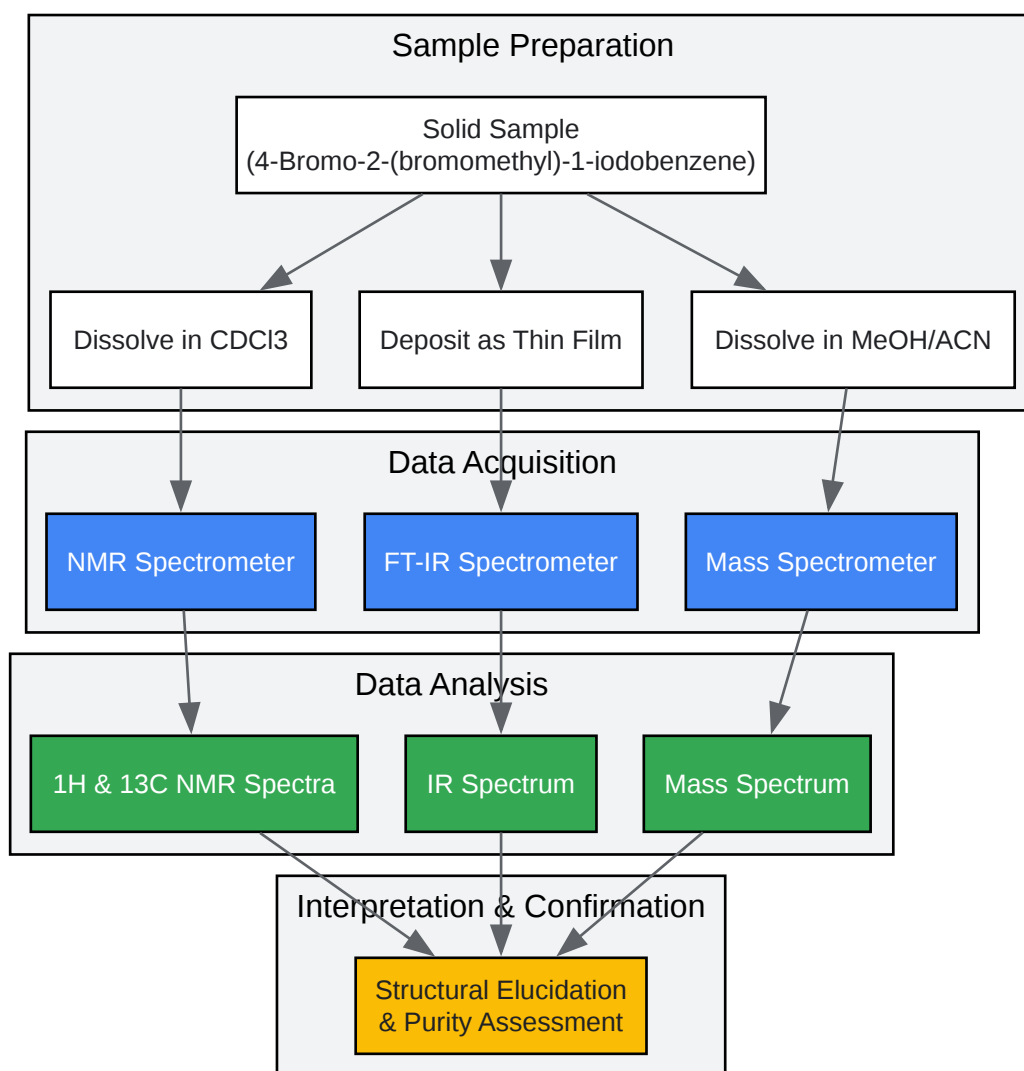 Sample Preparation
Solid Sample
(4-Bromo-2-(bromomethyl)-1-iodobenzene)
Dissolve in CDCl3
Deposit as Thin Film
Dissolve in MeOH/ACN
Data Acquisition
NMR Spectrometer
FT-IR Spectrometer
Mass Spectrometer
Data Analysis
1H & 13C NMR Spectra
IR Spectrum
Mass Spectrum
Interpretation & Confirmation
Structural Elucidation
& Purity Assessment